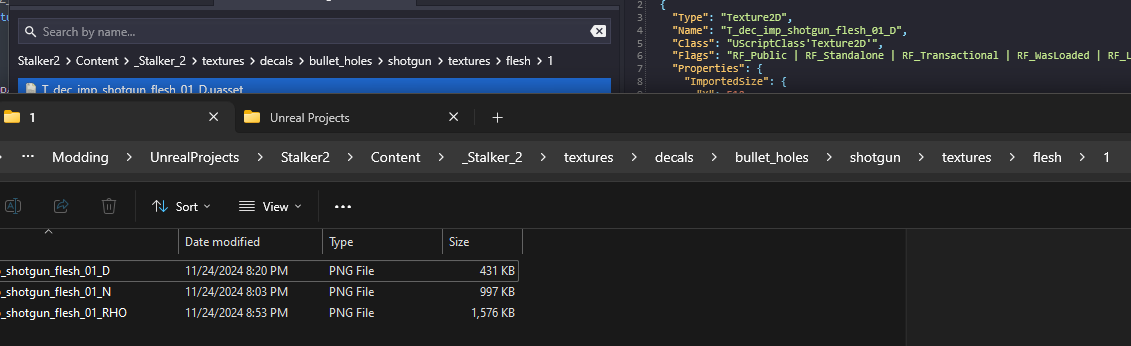 Search by name...
Stalker2 > Content > _Stalker_2 > textures > decals > bullet_holes > shotgun > textures > flesh > 1
T_dec_imp_shotgun_flesh_01_D.uasset
2 {
3 "Type": "Texture2D",
4 "Name": "T_dec_imp_shotgun_flesh_01_D",
5 "Class": "UScriptClass'Texture2D'",
6 "Flags": "RF_Public | RF_Standalone | RF_Transactional | RF_WasLoaded | RF_L
7 "Properties": {
8 "ImportedSize": {
1
Unreal Projects
... Modding > UnrealProjects > Stalker2 > Content > _Stalker_2 > textures > decals > bullet_holes > shotgun > textures > flesh > 1
Sort View ...
Date modified Type Size
_shotgun_flesh_01_D 11/24/2024 8:20 PM PNG File 431 KB
_shotgun_flesh_01_N 11/24/2024 8:03 PM PNG File 997 KB
_shotgun_flesh_01_RHO 11/24/2024 8:53 PM PNG File 1,576 KB